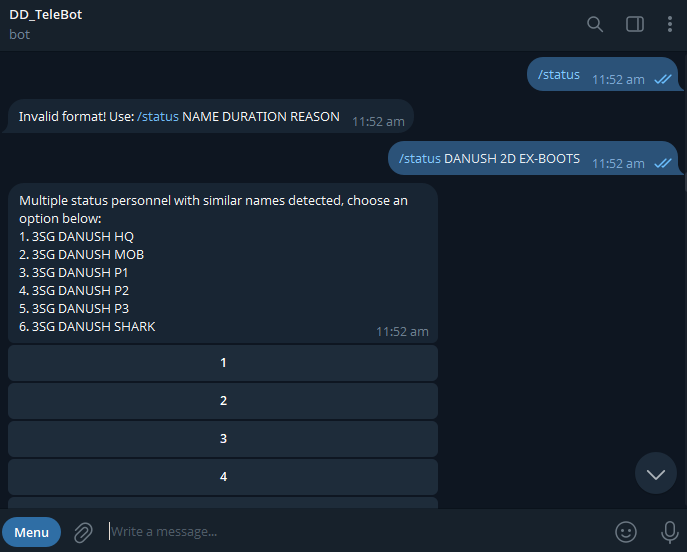 DD_TeleBot
bot
/status 11:52 am
Invalid format! Use: /status NAME DURATION REASON 11:52 am
/status DANUSH 2D EX-BOOTS 11:52 am
Multiple status personnel with similar names detected, choose an
option below:
1. 3SG DANUSH HQ
2. 3SG DANUSH MOB
3. 3SG DANUSH P1
4. 3SG DANUSH P2
5. 3SG DANUSH P3
6. 3SG DANUSH SHARK
11:52 am
1
2
3
4
Menu
Write a message...